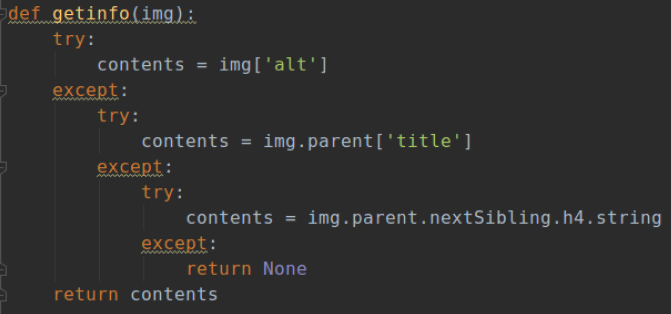 def getinfo(img):
    try:
        contents = img['alt']
    except:
        try:
            contents = img.parent['title']
        except:
            try:
                contents = img.parent.nextSibling.h4.string
            except:
                return None
    return contents